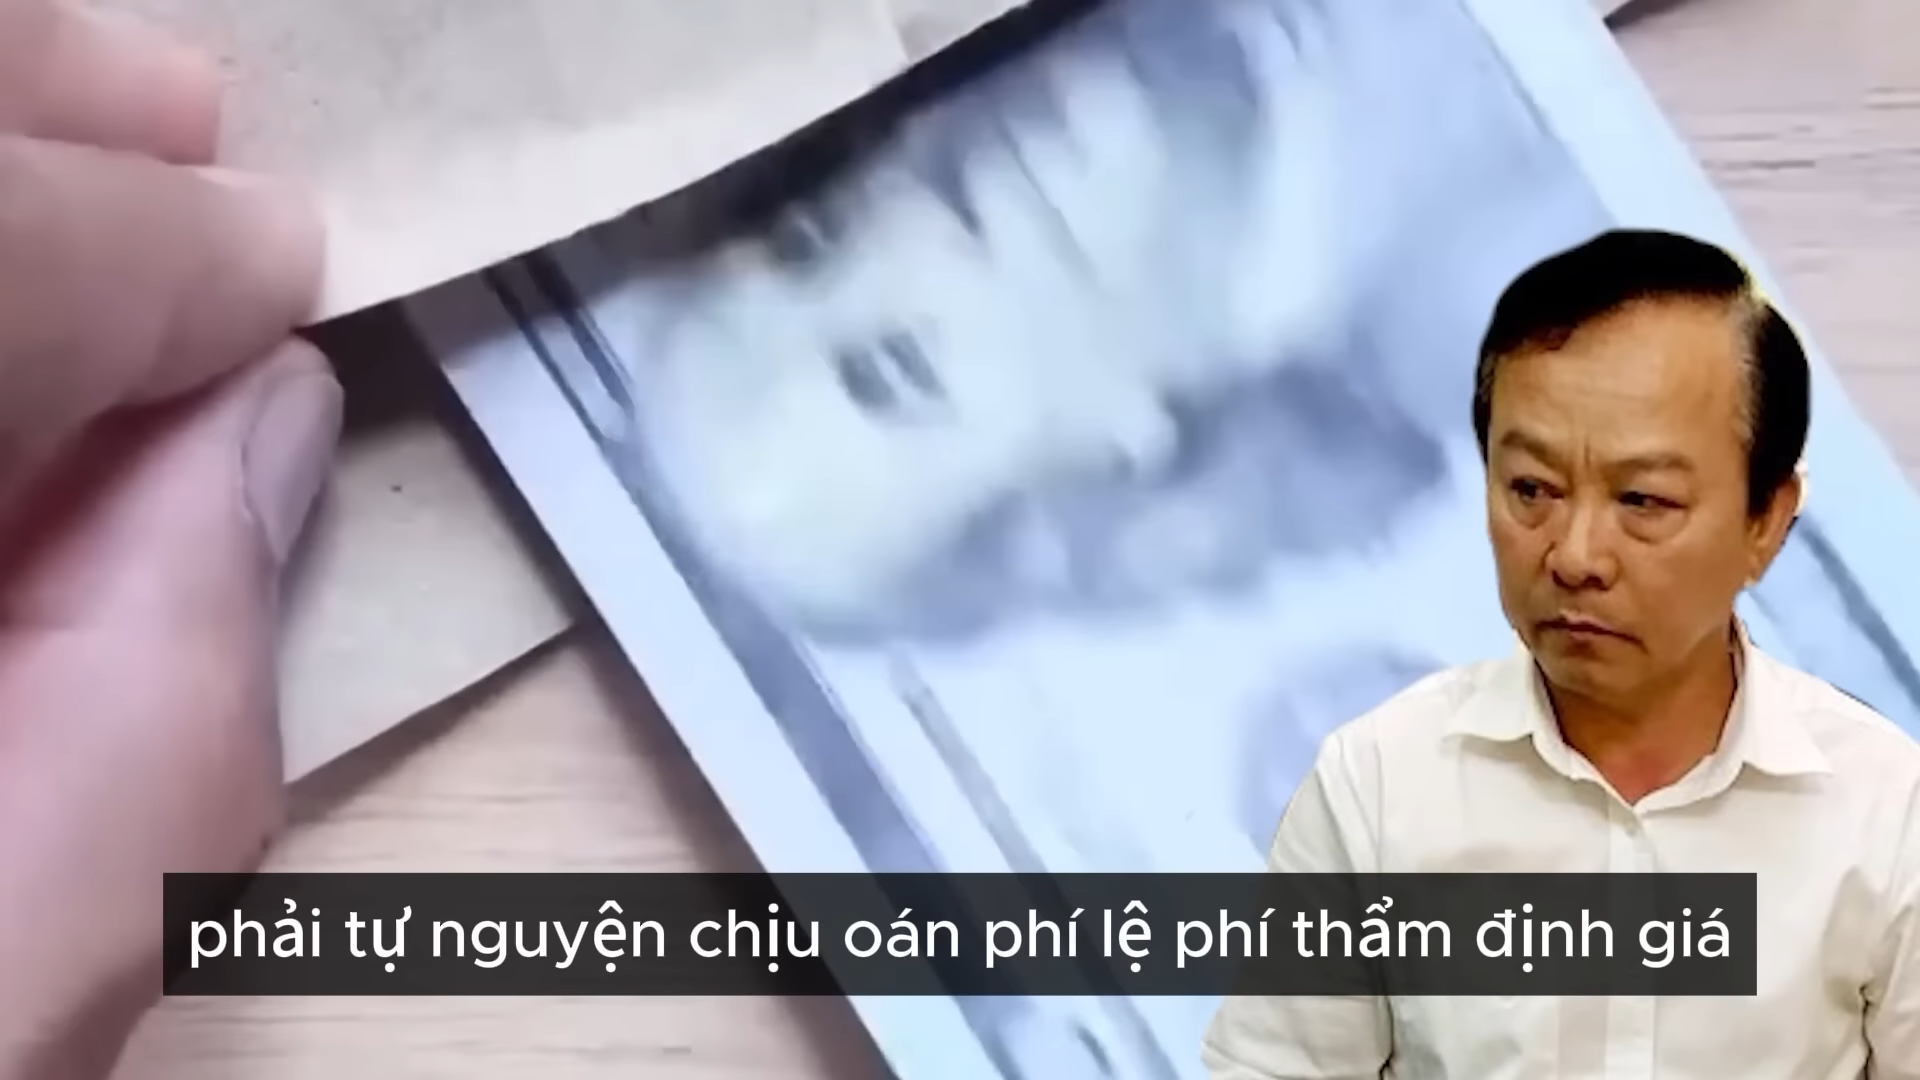 phải tự nguyện chịu oán phí lệ phí thẩm định giá